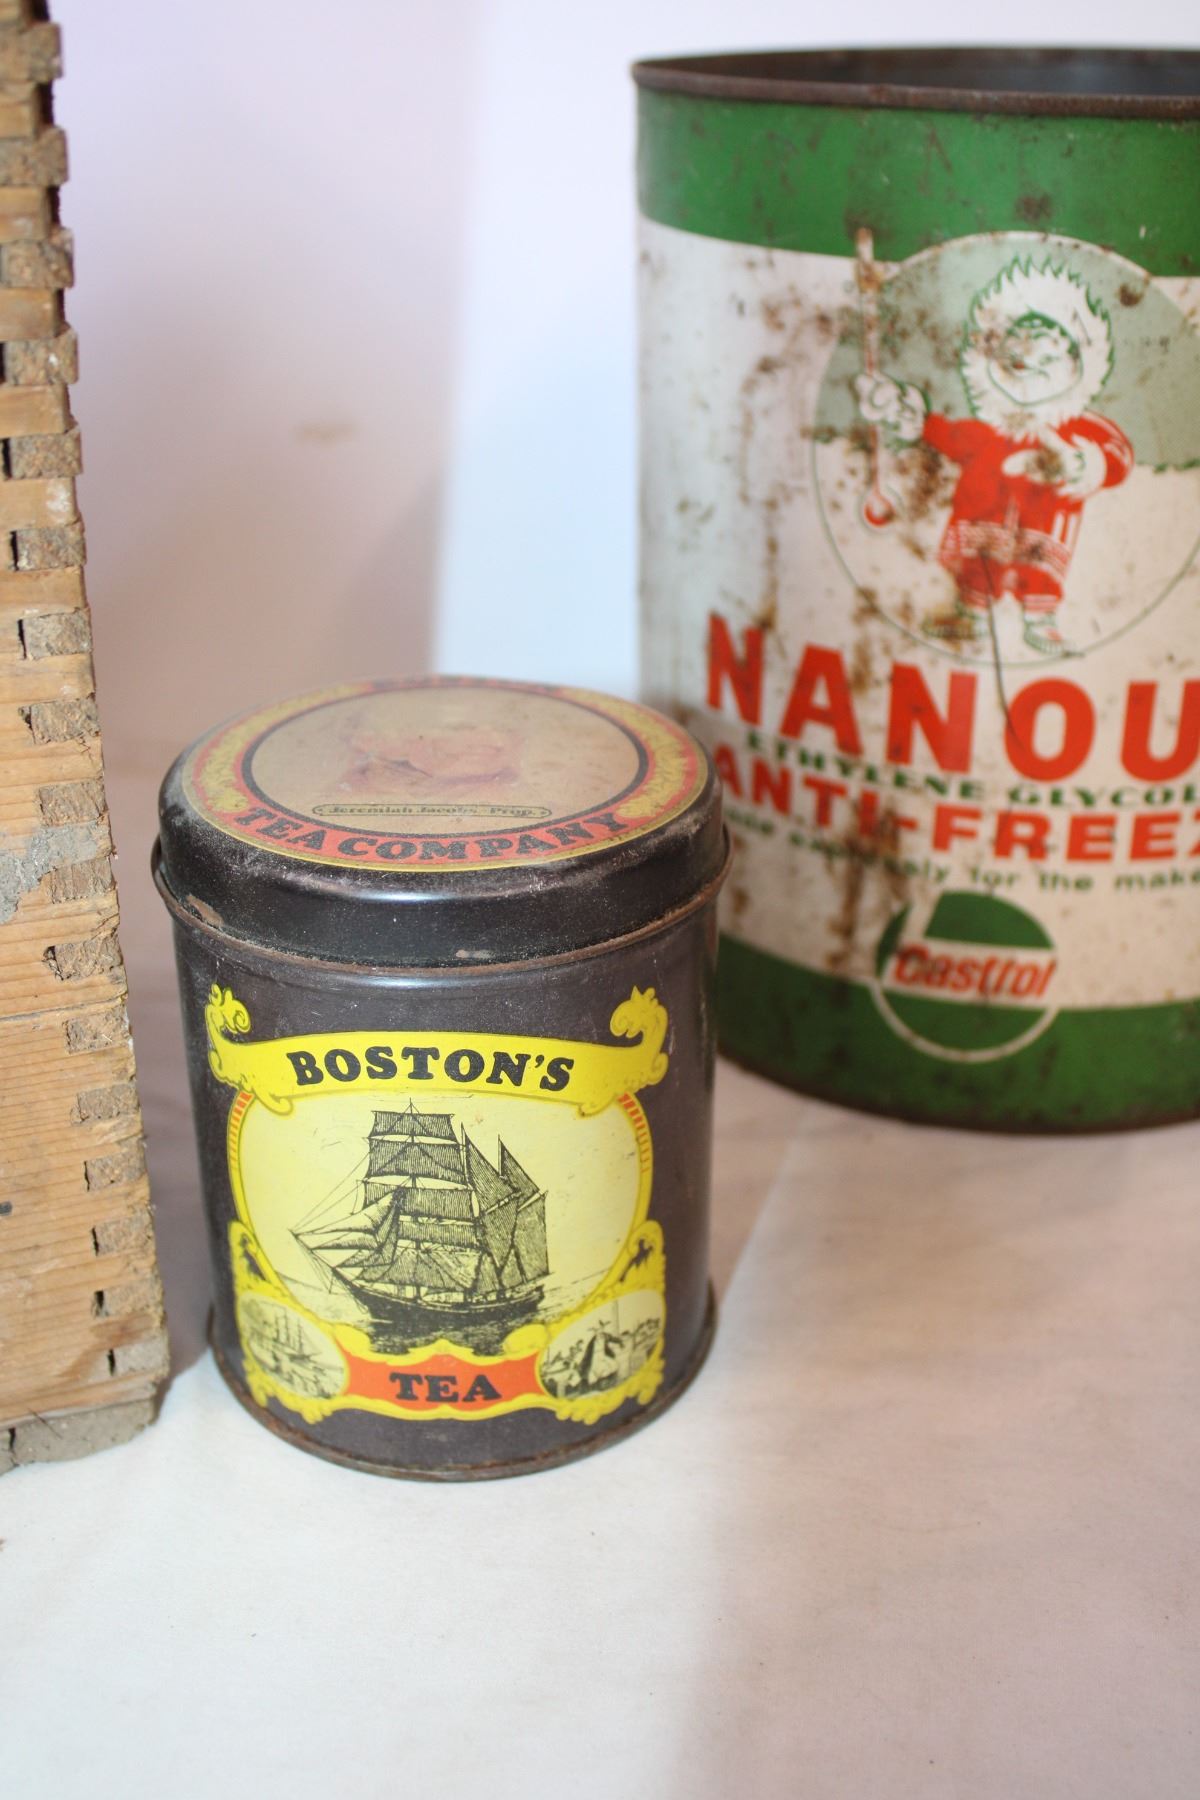 Jeremiah Jacobs, Prop.
TEA COMPANY
BOSTON'S
TEA
NANOU
ETHYLENE GLYCOL
ANTI-FREEZ
for the make
Castrol